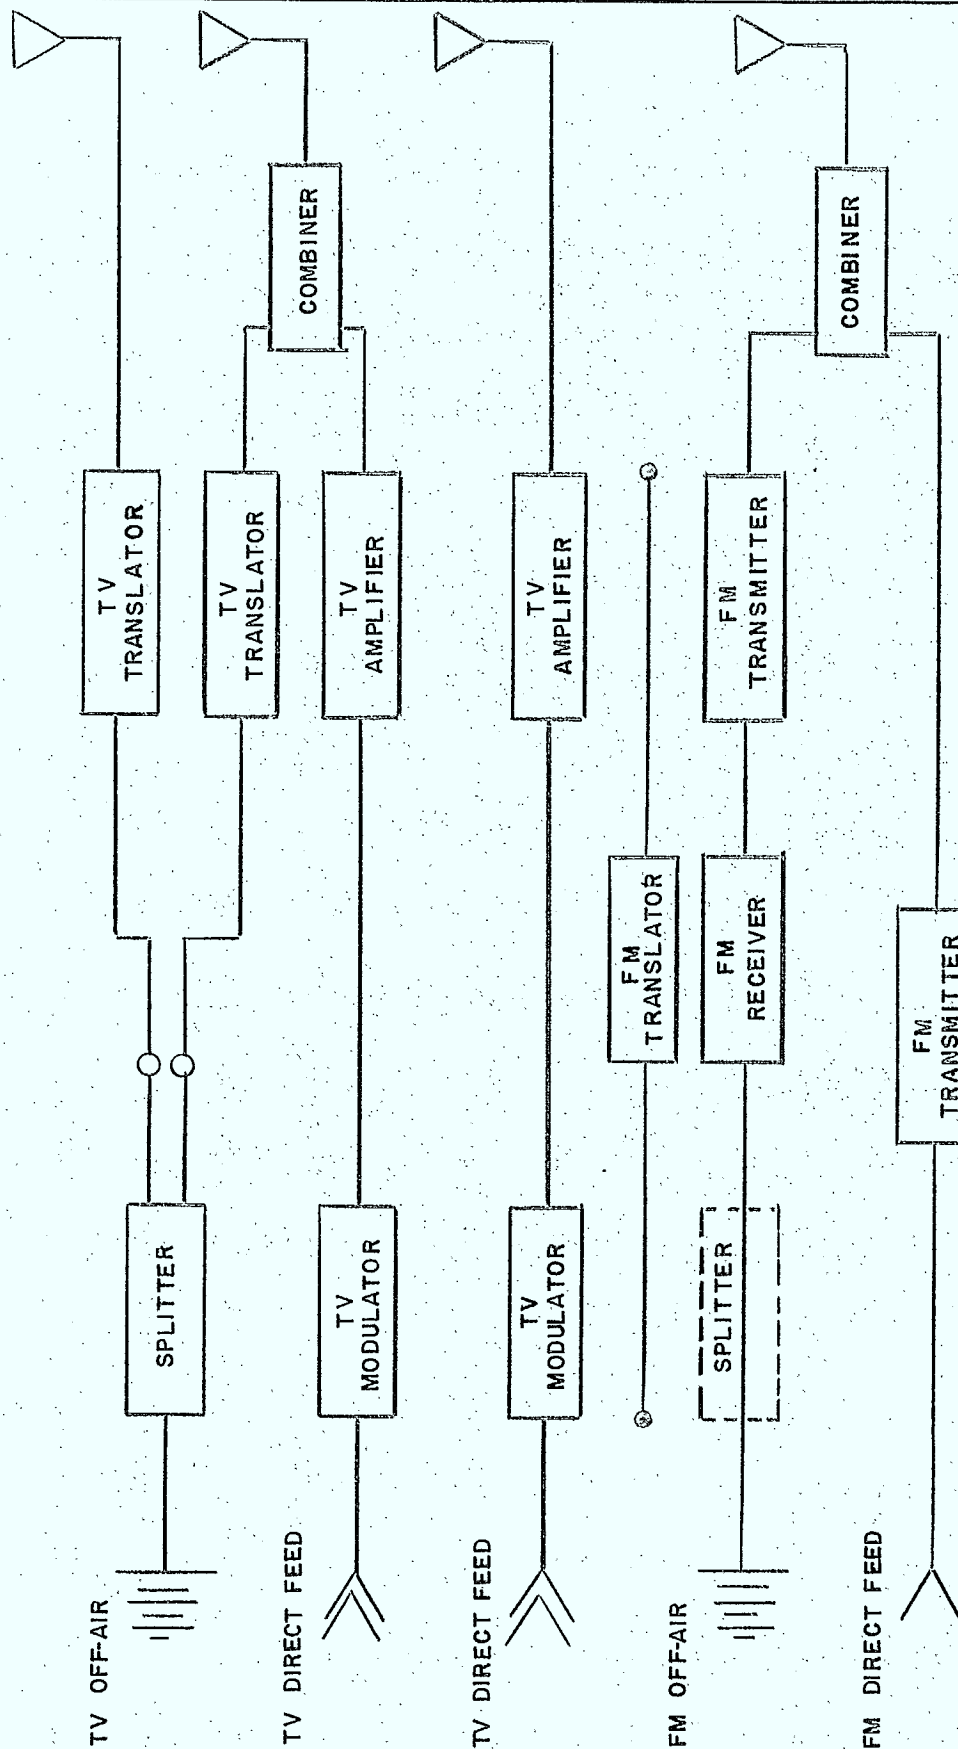 TV OFF-AIR
SPLITTER
TV
TRANSLATOR
TV
TRANSLATOR
COMBINER
TV DIRECT FEED
TV
MODULATOR
TV
AMPLIFIER
TV DIRECT FEED
TV
MODULATOR
TV
AMPLIFIER
FM
TRANSLATOR
FM OFF-AIR
SPLITTER
FM
RECEIVER
FM
TRANSMITTER
COMBINER
FM DIRECT FEED
FM
TRANSMITTER